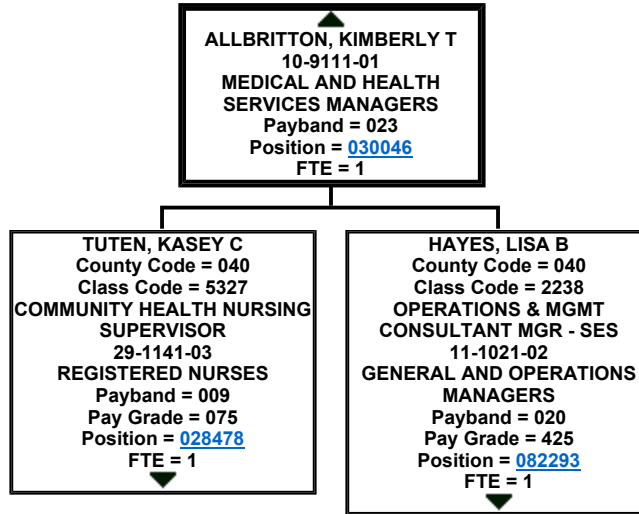 ALLBRITTON, KIMBERLY T
10-9111-01
MEDICAL AND HEALTH
SERVICES MANAGERS
Payband = 023
Position = 030046
FTE = 1
TUTEN, KASEY C
County Code = 040
Class Code = 5327
COMMUNITY HEALTH NURSING
SUPERVISOR
29-1141-03
REGISTERED NURSES
Payband = 009
Pay Grade = 075
Position = 028478
FTE = 1
HAYES, LISA B
County Code = 040
Class Code = 2238
OPERATIONS & MGMT
CONSULTANT MGR - SES
11-1021-02
GENERAL AND OPERATIONS
MANAGERS
Payband = 020
Pay Grade = 425
Position = 082293
FTE = 1